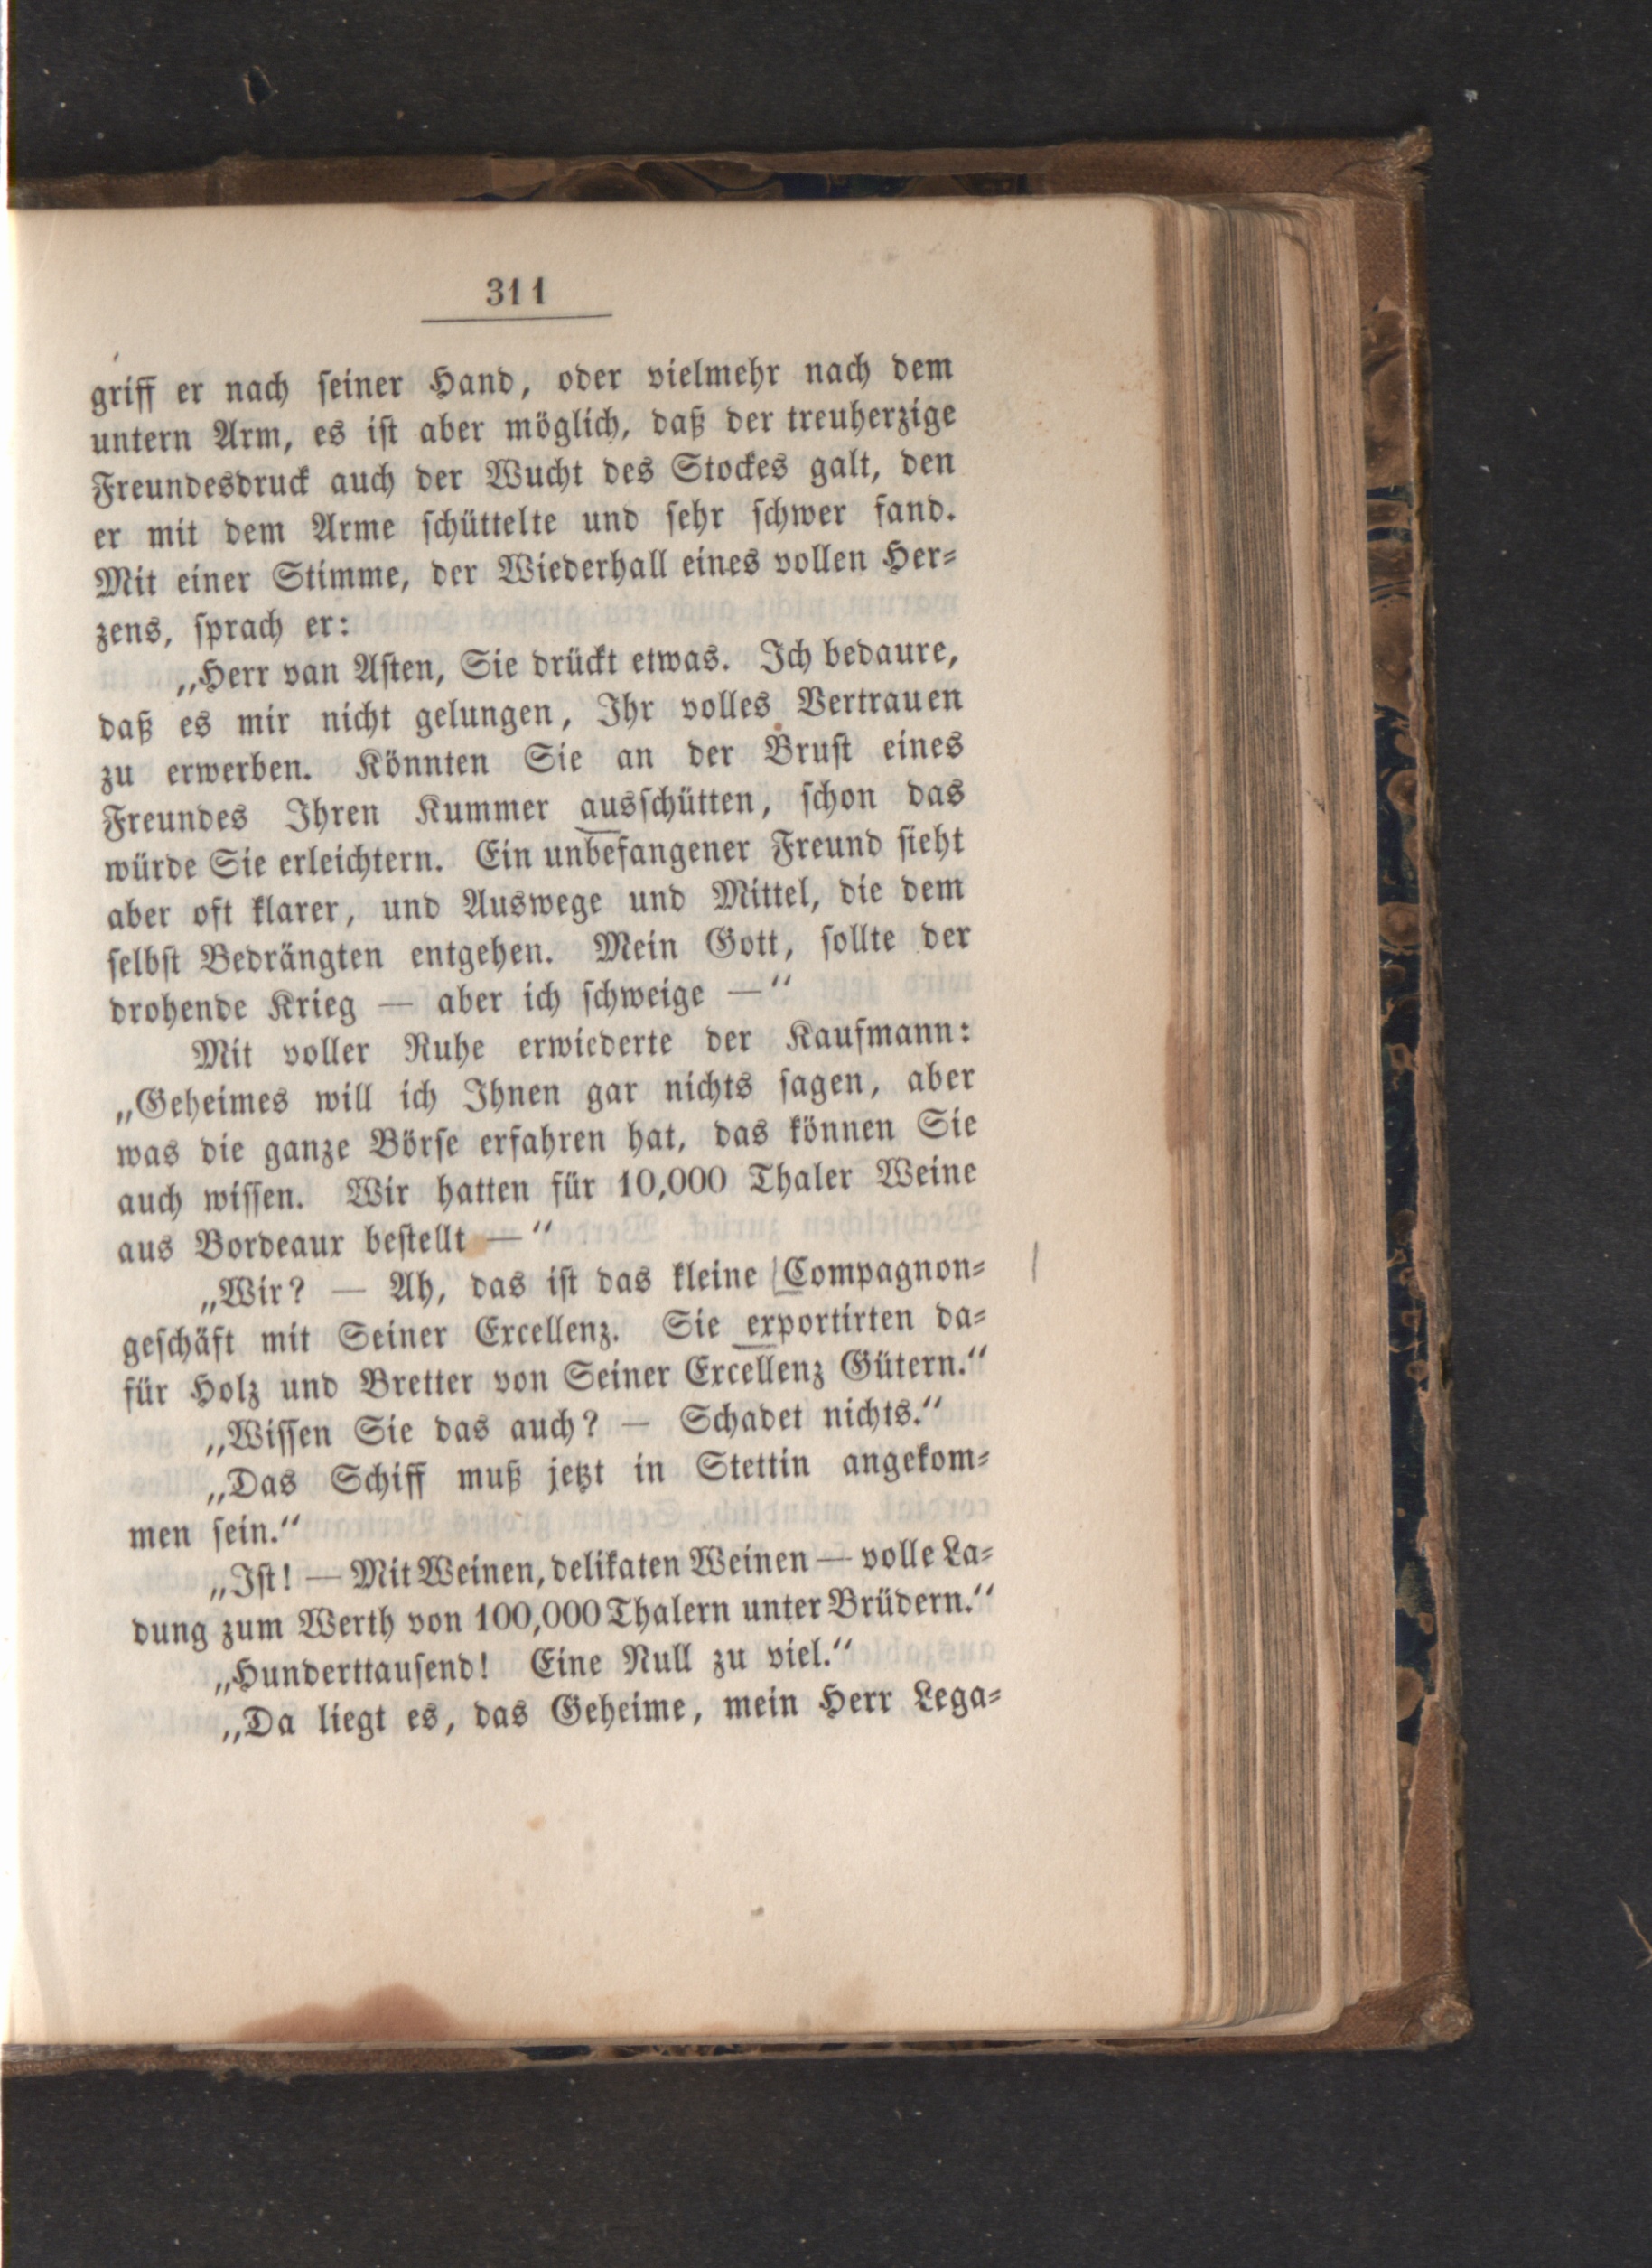 311
griff er nach ſeiner Hand, oder vielmehr nach dem
untern Arm, es iſt aber möglich, daß der treuherzige
Freundesdruck auch der Wucht des Stockes galt, den
er mit dem Arme ſchüttelte und ſehr ſchwer fand.
Mit einer Stimme, der Wiederhall eines vollen Her⸗
zens, ſprach er:
„Herr van Aſten, Sie drückt etwas. Ich bedaure,
daß es mir nicht gelungen, Ihr volles Vertrauen
zu erwerben. Könnten Sie an der Bruſt eines
Freundes Ihren Kummer ausſchütten, ſchon das
würde Sie erleichtern. Ein unbefangener Freund ſieht
aber oft klarer, und Auswege und Mittel, die dem
ſelbſt Bedrängten entgehen. Mein Gott, ſollte der
drohende Krieg — aber ich ſchweige —“
Mit voller Ruhe erwiederte der Kaufmann:
„Geheimes will ich Ihnen gar nichts ſagen, aber
was die ganze Börſe erfahren hat, das können Sie
auch wiſſen. Wir hatten für 10,000 Thaler Weine
aus Bordeaux beſtellt —“
„Wir? — Ah, das iſt das kleine Compagnon⸗
geſchäft mit Seiner Excellenz. Sie exportirten da⸗
für Holz und Bretter von Seiner Excellenz Gütern.“
„Wiſſen Sie das auch? — Schadet nichts.“
„Das Schiff muß jetzt in Stettin angekom⸗
men ſein.“
„Iſt! — Mit Weinen, delikaten Weinen — volle La⸗
dung zum Werth von 100,000 Thalern unter Brüdern.“
„Hunderttauſend! Eine Null zu viel.“
„Da liegt es, das Geheime, mein Herr Lega⸗